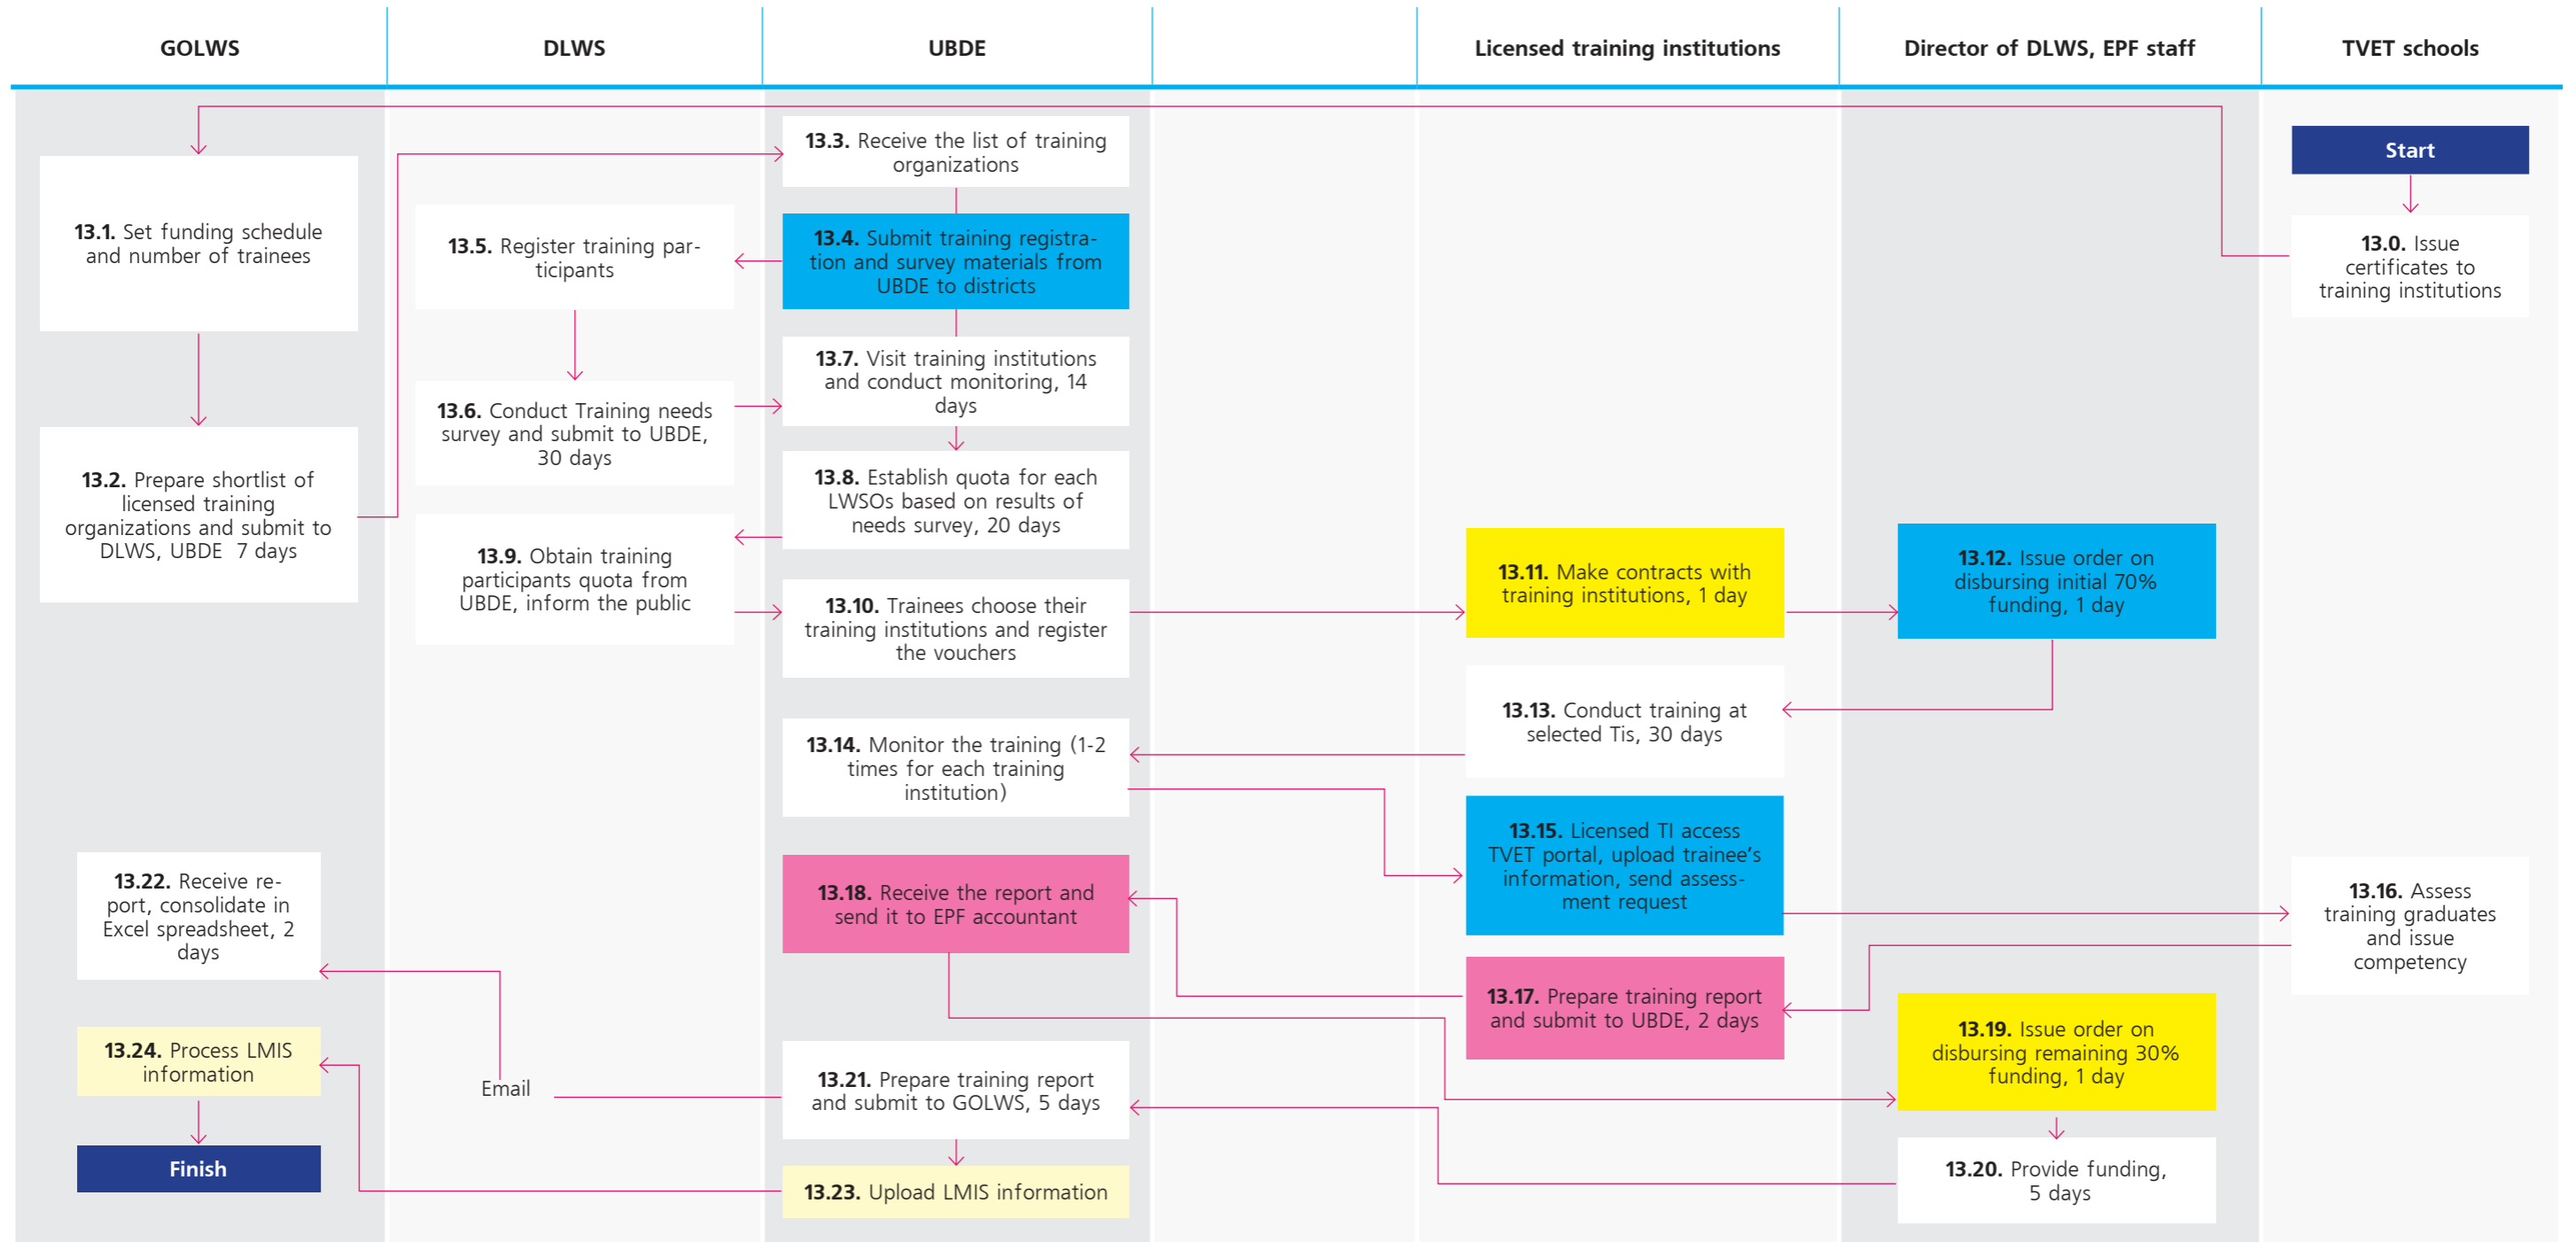 GOLWS
DLWS
UBDE
Licensed training institutions
Director of DLWS, EPF staff
TVET schools
Start
13.0. Issue
certificates to
training institutions
13.1. Set funding schedule
and number of trainees
13.2. Prepare shortlist of
licensed training
organizations and submit to
DLWS, UBDE 7 days
13.3. Receive the list of training
organizations
13.4. Submit training registra-
tion and survey materials from
UBDE to districts
13.5. Register training par-
ticipants
13.6. Conduct Training needs
survey and submit to UBDE,
30 days
13.7. Visit training institutions
and conduct monitoring, 14
days
13.8. Establish quota for each
LWSOs based on results of
needs survey, 20 days
13.9. Obtain training
participants quota from
UBDE, inform the public
13.10. Trainees choose their
training institutions and register
the vouchers
13.11. Make contracts with
training institutions, 1 day
13.12. Issue order on
disbursing initial 70%
funding, 1 day
13.13. Conduct training at
selected Tis, 30 days
13.14. Monitor the training (1-2
times for each training
institution)
13.15. Licensed TI access
TVET portal, upload trainee's
information, send assess-
ment request
13.16. Assess
training graduates
and issue
competency
13.17. Prepare training report
and submit to UBDE, 2 days
13.18. Receive the report and
send it to EPF accountant
13.19. Issue order on
disbursing remaining 30%
funding, 1 day
13.20. Provide funding,
5 days
13.21. Prepare training report
and submit to GOLWS, 5 days
Email
13.22. Receive re-
port, consolidate in
Excel spreadsheet, 2
days
13.23. Upload LMIS information
13.24. Process LMIS
information
Finish